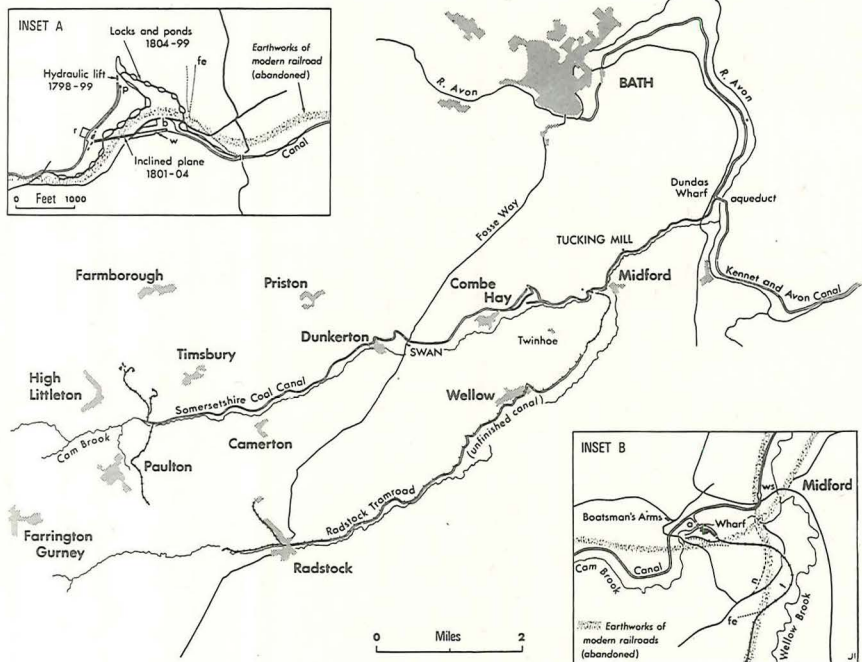 INSET A
Locks and ponds
1804-99
Earthworks of
modern railroad
(abandoned)
fe
Hydraulic lift
1798-99
p
r
b
w
Inclined plane
1801-04
Canal
0 Feet 1000
R. Avon
BATH
R. Avon
Fosse Way
Dundas
Wharf
aqueduct
TUCKING MILL
Kennet and Avon Canal
Midford
Farmborough
Priston
Combe
Hay
Dunkerton
SWAN
Twinhoe
Timsbury
High
Littleton
Somersetshire Coal Canal
Wellow
(unfinished canal)
Cam Brook
Camerton
Paulton
Radstock Tramroad
Farrington
Gurney
Radstock
0 Miles 2
INSET B
ws
Midford
Boatsman's Arms
a
Wharf
Cam
Brook
Canal
n
l
fe
Wellow Brook
Earthworks of
modern railroads
(abandoned)